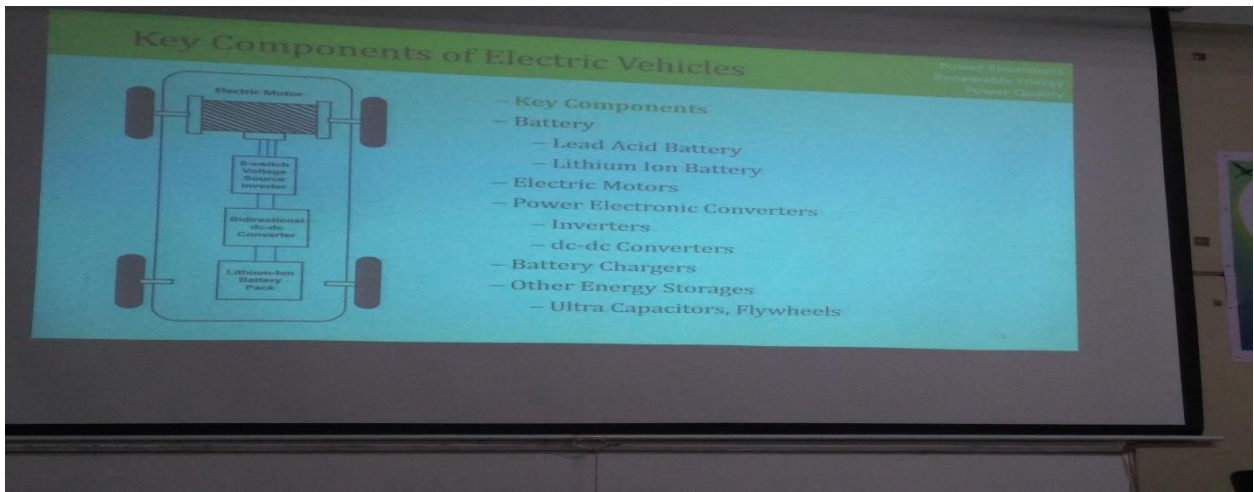 Key Components of Electric Vehicles
Power Electronics
Renewable Energy
Power Quality
Electric Motor
6-switch
Voltage
Source
Inverter
Bidirectional
dc-dc
Converter
Lithium-Ion
Battery
Pack
– Key Components
– Battery
– Lead Acid Battery
– Lithium Ion Battery
– Electric Motors
– Power Electronic Converters
– Inverters
– dc-dc Converters
– Battery Chargers
– Other Energy Storages
– Ultra Capacitors, Flywheels